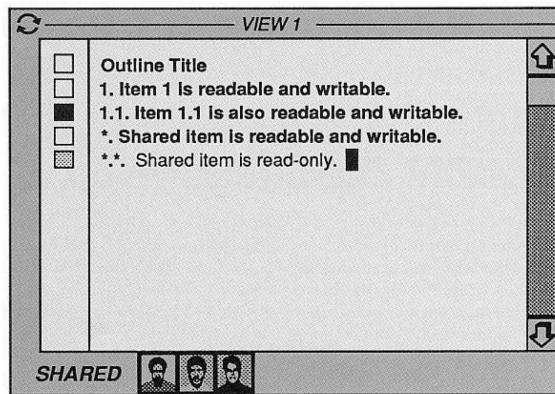 VIEW 1
Outline Title
1. Item 1 is readable and writable.
1.1. Item 1.1 is also readable and writable.
*. Shared item is readable and writable.
*.*. Shared item is read-only.
SHARED